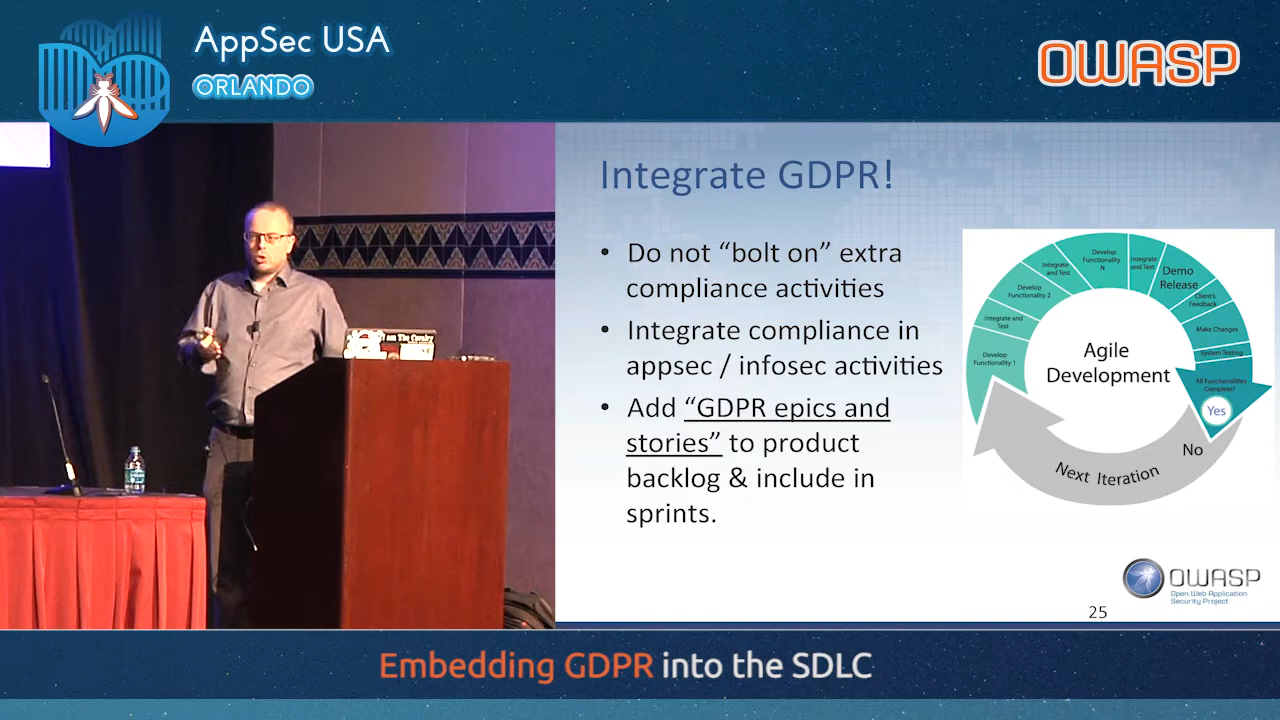 AppSec USA
ORLANDO
OWASP
Integrate GDPR!
• Do not “bolt on” extra
compliance activities
• Integrate compliance in
appsec / infosec activities
• Add “GDPR epics and
stories” to product
backlog & include in
sprints.
Develop
Functionality 1
Integrate and
Test
Develop
Functionality 2
Integrate
and Test
Develop
Functionality
N
Integrate
and Test
Demo
Release
Client's
Feedback
Make Changes
System Testing
All Functionalities
Complete?
Yes
No
Agile
Development
Next Iteration
OWASP
Open Web Application
Security Project
25
Embedding GDPR into the SDLC